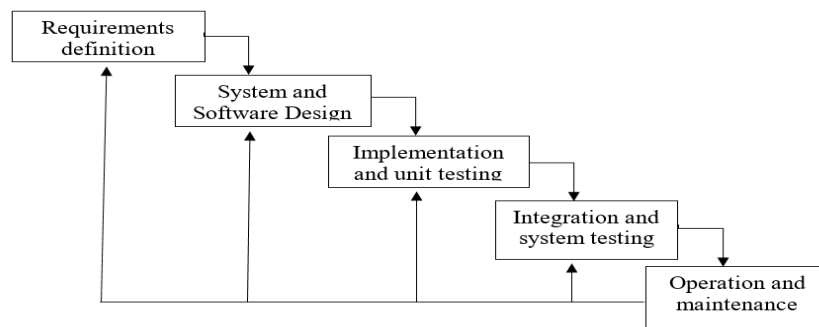 Requirements
definition
System and
Software Design
Implementation
and unit testing
Integration and
system testing
Operation and
maintenance